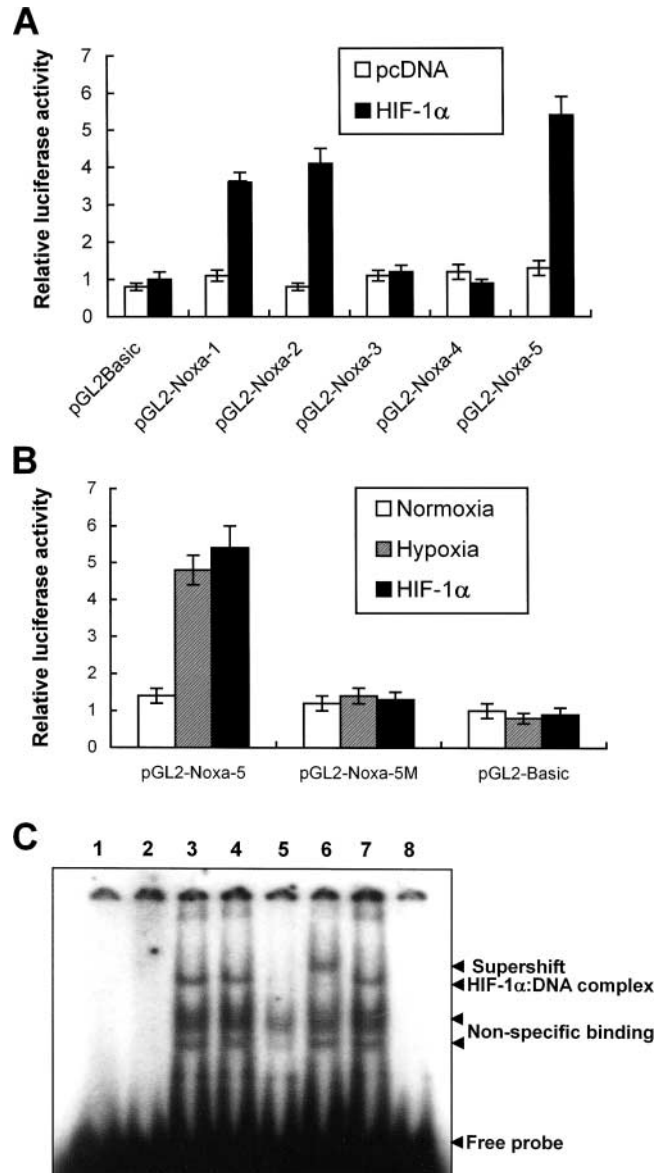 A
Relative luciferase activity
7
6
5
4
3
2
1
0
pcDNA
HIF-1α
pGL2Basic
pGL2-Noxa-1
pGL2-Noxa-2
pGL2-Noxa-3
pGL2-Noxa-4
pGL2-Noxa-5
B
Relative luciferase activity
7
6
5
4
3
2
1
0
Normoxia
Hypoxia
HIF-1α
pGL2-Noxa-5
pGL2-Noxa-5M
pGL2-Basic
C
1 2 3 4 5 6 7 8
Supershift
HIF-1α:DNA complex
Non-specific binding
Free probe